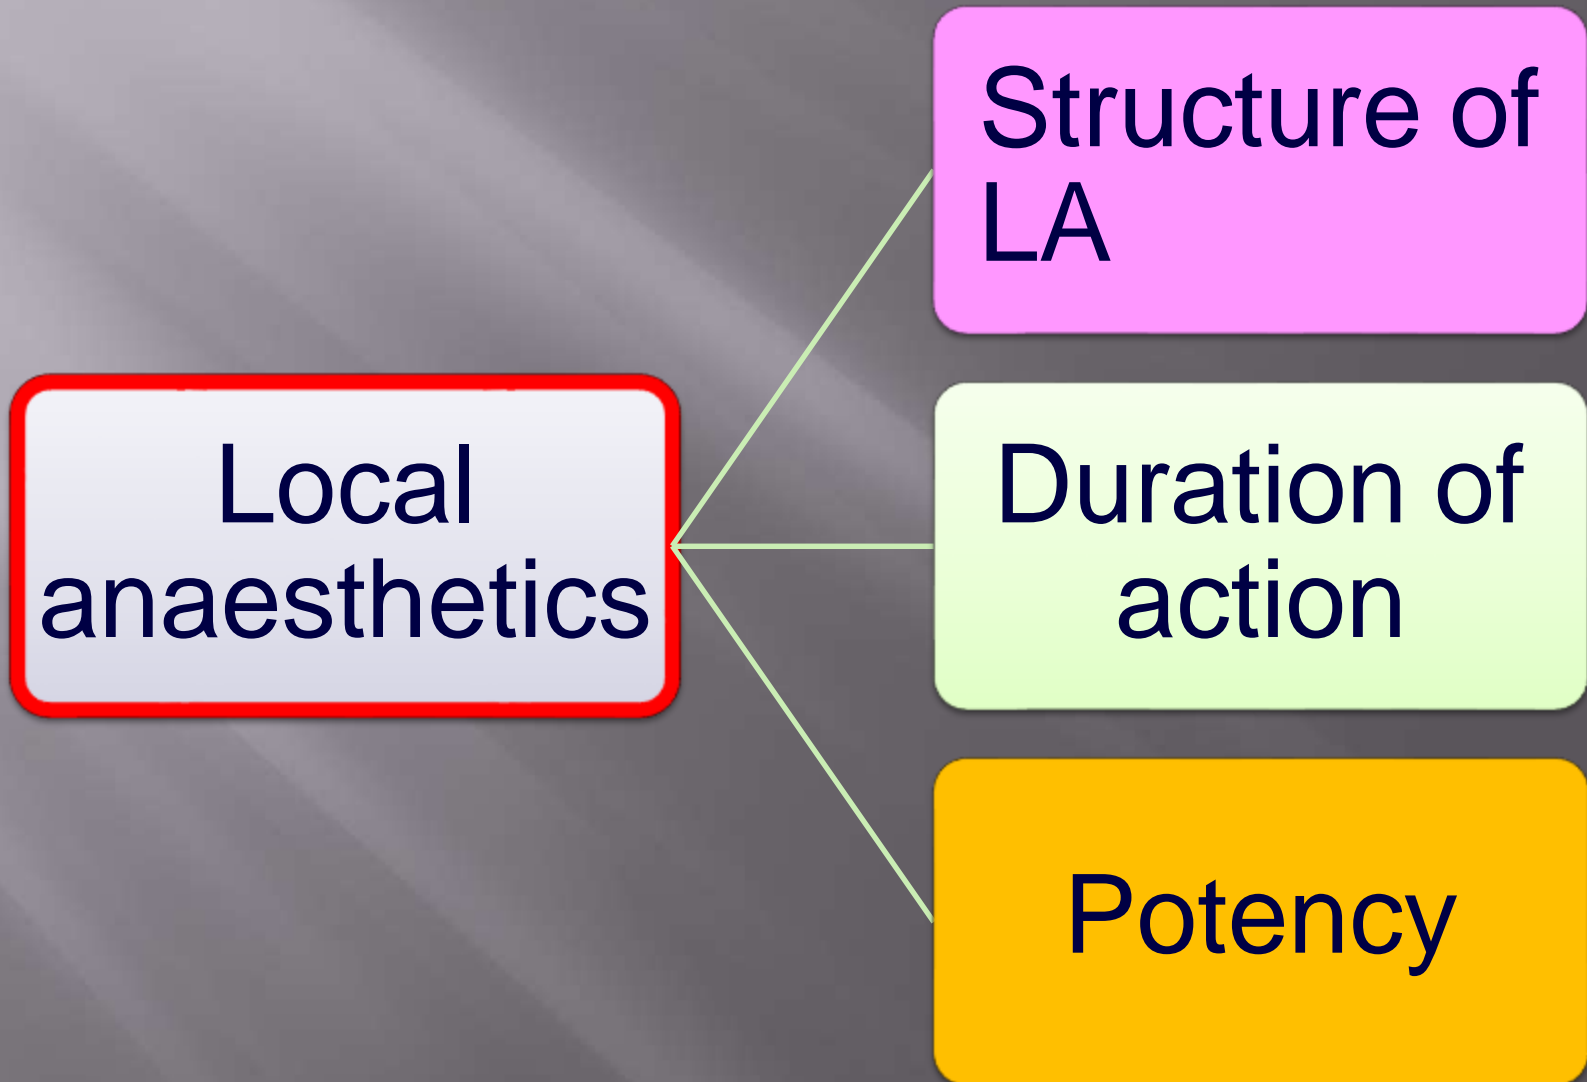 Structure of
LA
Local
anaesthetics
Duration of
action
Potency